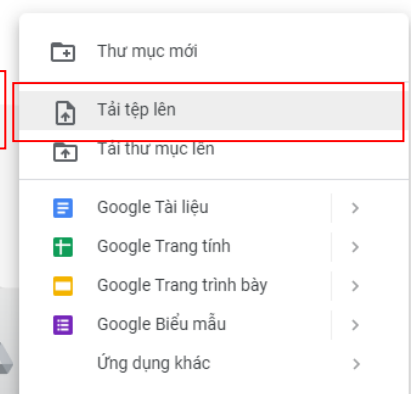 Thư mục mới
Tải tệp lên
Tải thư mục lên
Google Tài liệu
Google Trang tính
Google Trang trình bày
Google Biểu mẫu
Ứng dụng khác